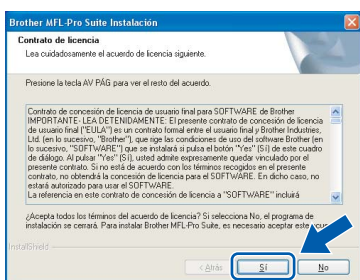 Brother MFL-Pro Suite Instalación
Contrato de licencia
Lea cuidadosamente el acuerdo de licencia siguiente.
Presione la tecla AV PÁG para ver el resto del acuerdo.
Contrato de concesión de licencia de usuario final para SOFTWARE de Brother
IMPORTANTE- LEA DETENIDAMENTE: El presente contrato de concesión de licencia
de usuario final ("EULA") es un contrato formal entre el usuario final y Brother Industries,
Ltd. (en lo sucesivo, "Brother"), que rige las condiciones de uso del software Brother (en
lo sucesivo, "SOFTWARE") que se instalará si pulsa el botón "Yes" (Sí) de este cuadro
de diálogo. Al pulsar "Yes" (Sí), usted admite expresamente quedar vinculado por el
presente contrato. Si no está de acuerdo con los términos recogidos en el presente
contrato, no obtendrá la concesión de licencia para el SOFTWARE. En dicho caso, no
estará autorizado para usar el SOFTWARE.
La referencia en este contrato de concesión de licencia a "SOFTWARE" incluirá
¿Acepta todos los términos del acuerdo de licencia? Si selecciona No, el programa de
instalación se cerrará. Para instalar Brother MFL-Pro Suite, es necesario aceptar este
InstallShield
< Atrás Sí No